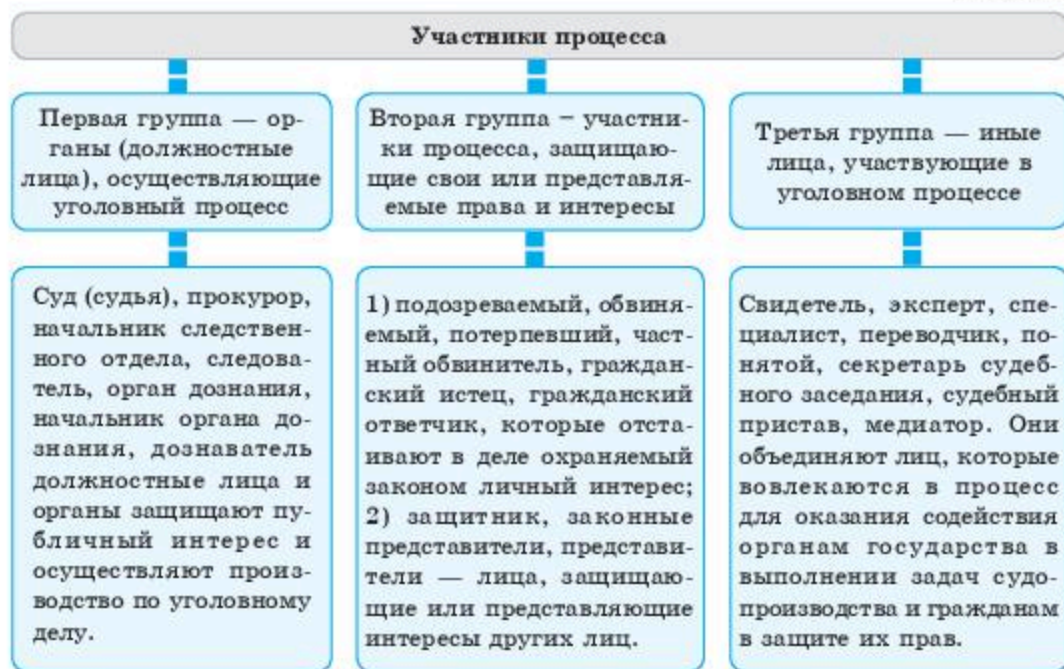 Участники процесса
Первая группа — ор-
ганы (должностные
лица), осуществляющие
уголовный процесс
Вторая группа – участни-
ки процесса, защищаю-
щие свои или представля-
емые права и интересы
Третья группа — иные
лица, участвующие в
уголовном процессе
Суд (судья), прокурор,
начальник следствен-
ного отдела, следова-
тель, орган дознания,
начальник органа до-
знания, дознаватель
должностные лица и
органы защищают пу-
бличный интерес и
осуществляют произ-
водство по уголовному
делу.
1) подозреваемый, обвиня-
емый, потерпевший, част-
ный обвинитель, граждан-
ский истец, гражданский
ответчик, которые отста-
ивают в деле охраняемый
законом личный интерес;
2) защитник, законные
представители, представи-
тели — лица, защищаю-
щие или представляющие
интересы других лиц.
Свидетель, эксперт, спе-
циалист, переводчик, по-
нятой, секретарь судеб-
ного заседания, судебный
пристав, медиатор. Они
объединяют лиц, которые
вовлекаются в процесс
для оказания содействия
органам государства в
выполнении задач судо-
производства и гражданам
в защите их прав.